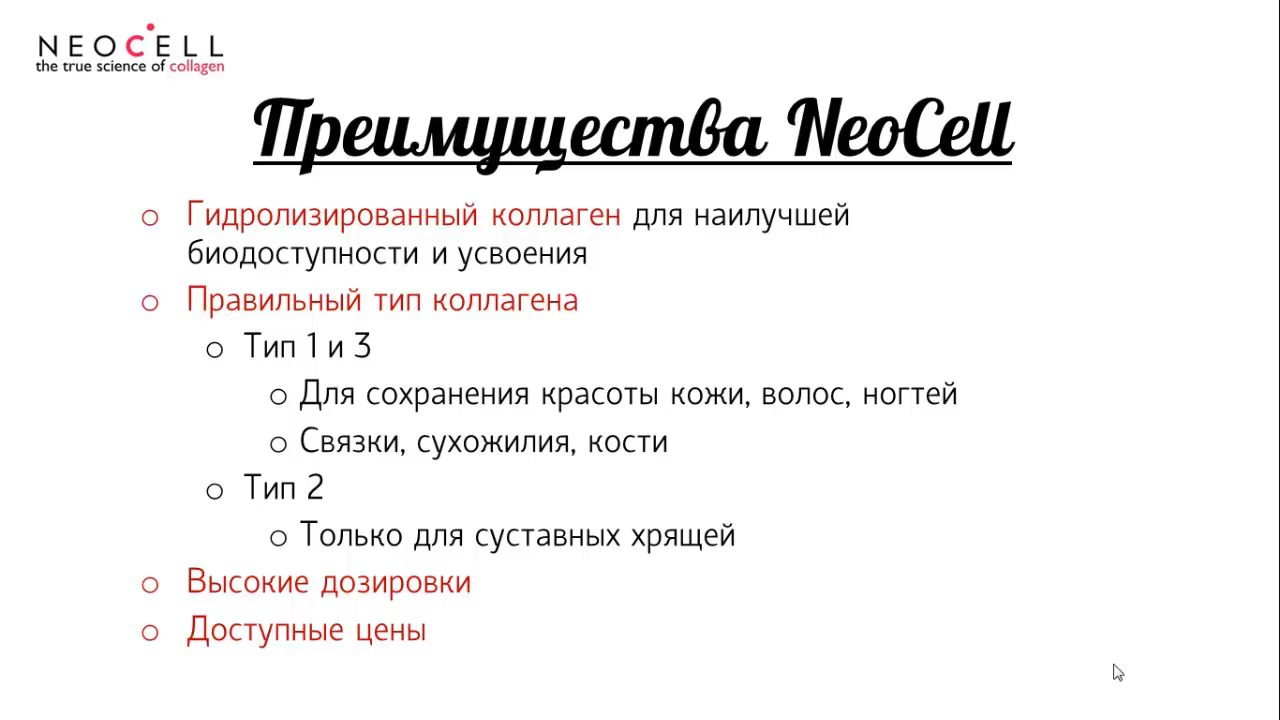 NEOCELL
the true science of collagen
Преимущества NeoCell
Гидролизированный коллаген для наилучшей
биодоступности и усвоения
Правильный тип коллагена
Тип 1 и 3
Для сохранения красоты кожи, волос, ногтей
Связки, сухожилия, кости
Тип 2
Только для суставных хрящей
Высокие дозировки
Доступные цены